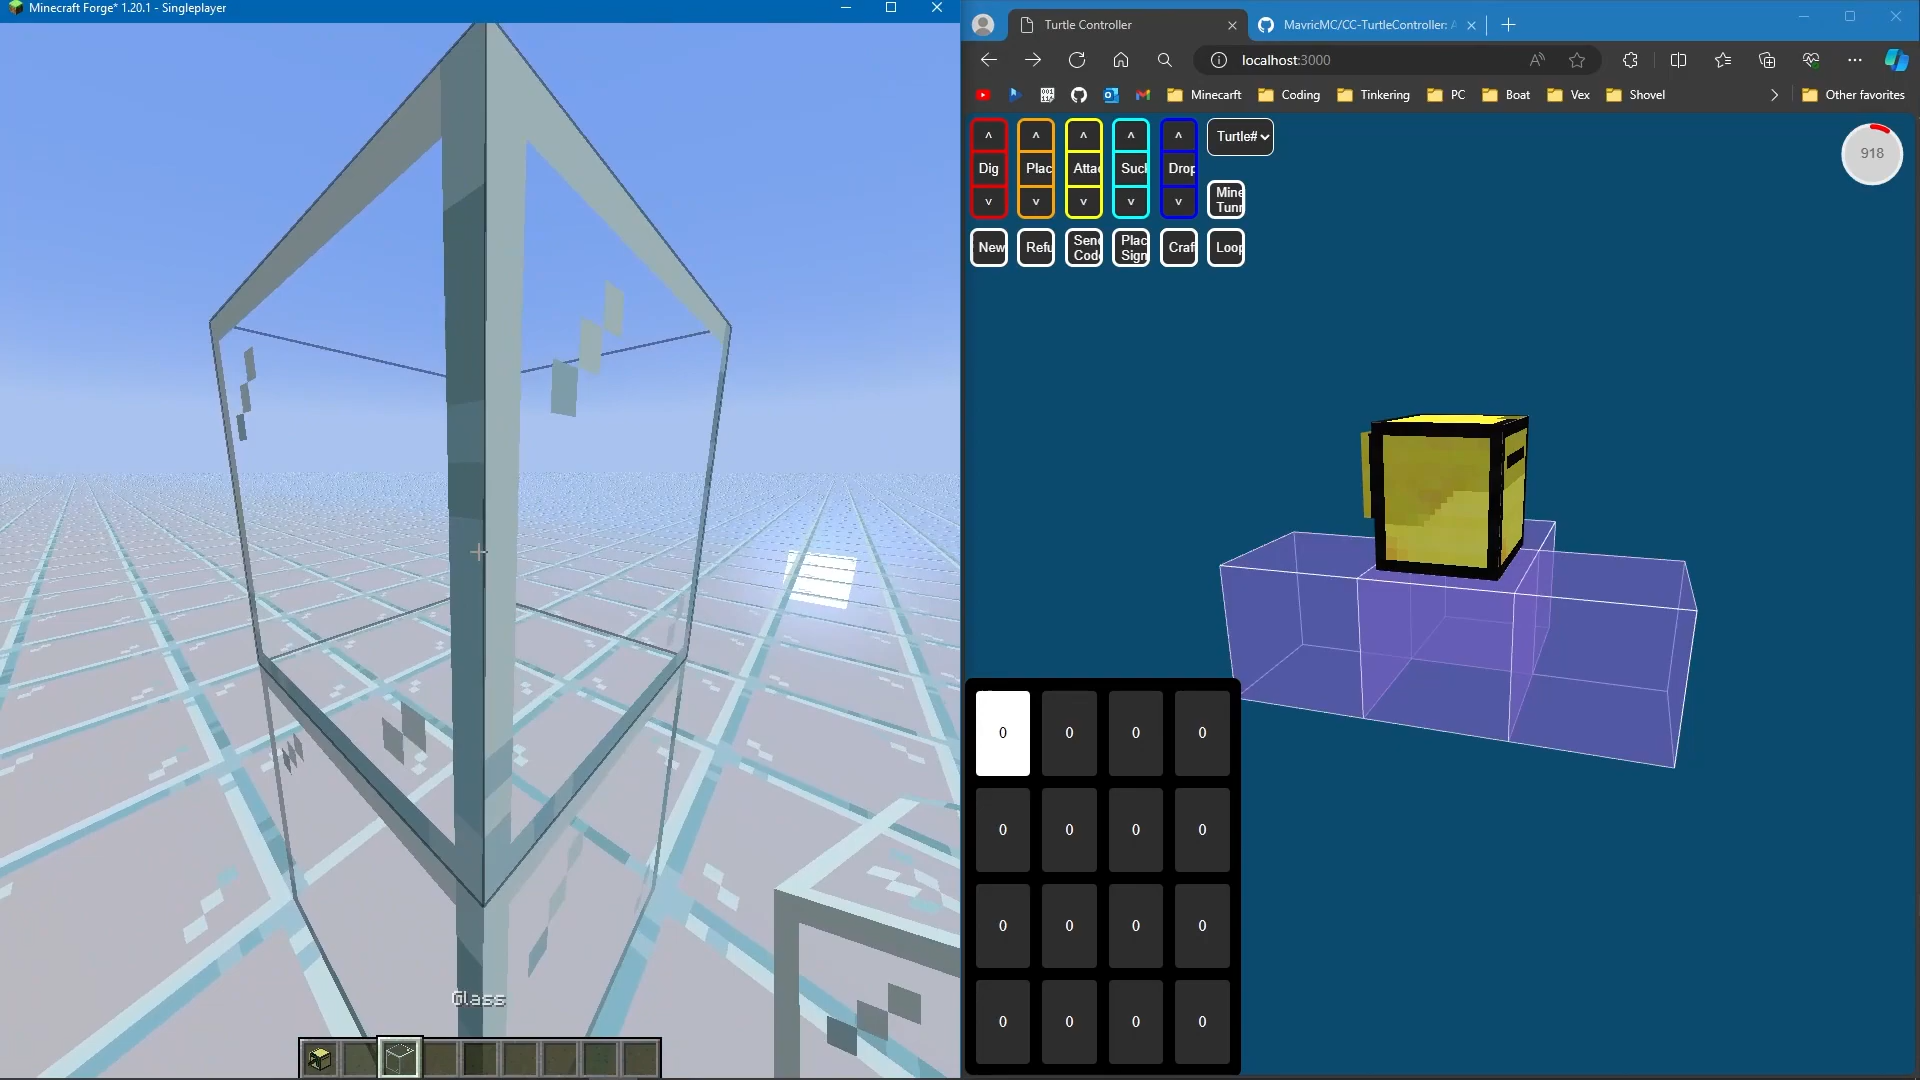 Minecraft Forge* 1.20.1 - Singleplayer
Glass
Turtle Controller
MavricMC/CC-TurtleController:
localhost:3000
Minecarft
Coding
Tinkering
PC
Boat
Vex
Shovel
Other favorites
^ ^ ^ ^ ^
Dig Plac Atta Suc Drop
v v v v v
Turtle#
Mine
Tunn
New Refu Send
Code Plac
Sign Craf Loop
918
0 0 0 0
0 0 0 0
0 0 0 0
0 0 0 0